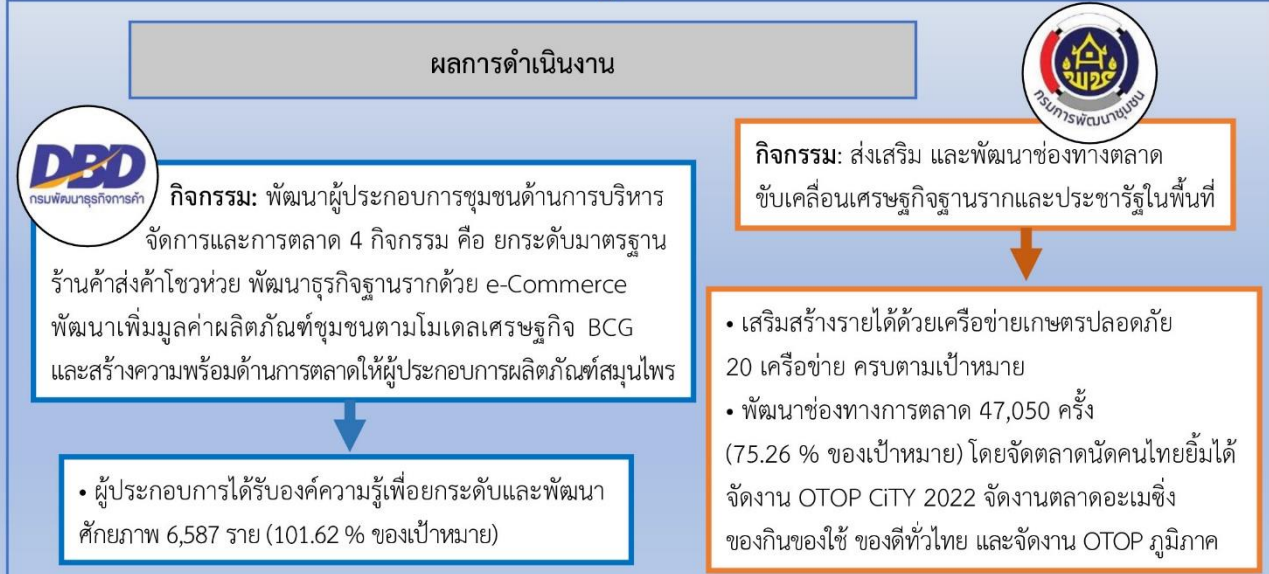 ผลการดำเนินงาน
กรมการพัฒนาชุมชน
DBD
กรมพัฒนาธุรกิจการค้า
กิจกรรม: พัฒนาผู้ประกอบการชุมชนด้านการบริหาร
จัดการและการตลาด 4 กิจกรรม คือ ยกระดับมาตรฐาน
ร้านค้าส่งค้าโชวห่วย พัฒนาธุรกิจฐานรากด้วย e-Commerce
พัฒนาเพิ่มมูลค่าผลิตภัณฑ์ชุมชนตามโมเดลเศรษฐกิจ BCG
และสร้างความพร้อมด้านการตลาดให้ผู้ประกอบการผลิตภัณฑ์สมุนไพร
• ผู้ประกอบการได้รับองค์ความรู้เพื่อยกระดับและพัฒนา
ศักยภาพ 6,587 ราย (101.62 % ของเป้าหมาย)
กิจกรรม: ส่งเสริม และพัฒนาช่องทางตลาด
ขับเคลื่อนเศรษฐกิจฐานรากและประชารัฐในพื้นที่
• เสริมสร้างรายได้ด้วยเครือข่ายเกษตรปลอดภัย
20 เครือข่าย ครบตามเป้าหมาย
• พัฒนาช่องทางการตลาด 47,050 ครั้ง
(75.26 % ของเป้าหมาย) โดยจัดตลาดนัดคนไทยยิ้มได้
จัดงาน OTOP CiTY 2022 จัดงานตลาดอะเมซิ่ง
ของกินของใช้ ของดีทั่วไทย และจัดงาน OTOP ภูมิภาค